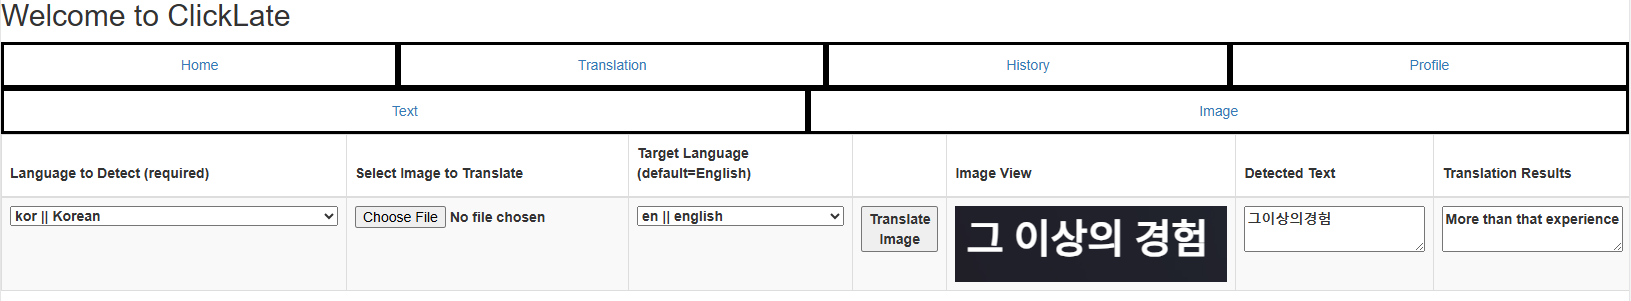 Welcome to ClickLate
Home Translation History Profile
Text Image
Language to Detect (required) Select Image to Translate Target Language (default=English) Image View Detected Text Translation Results
kor || Korean Choose File No file chosen en || english Translate Image 그 이상의 경험 그이상의경험 More than that experience